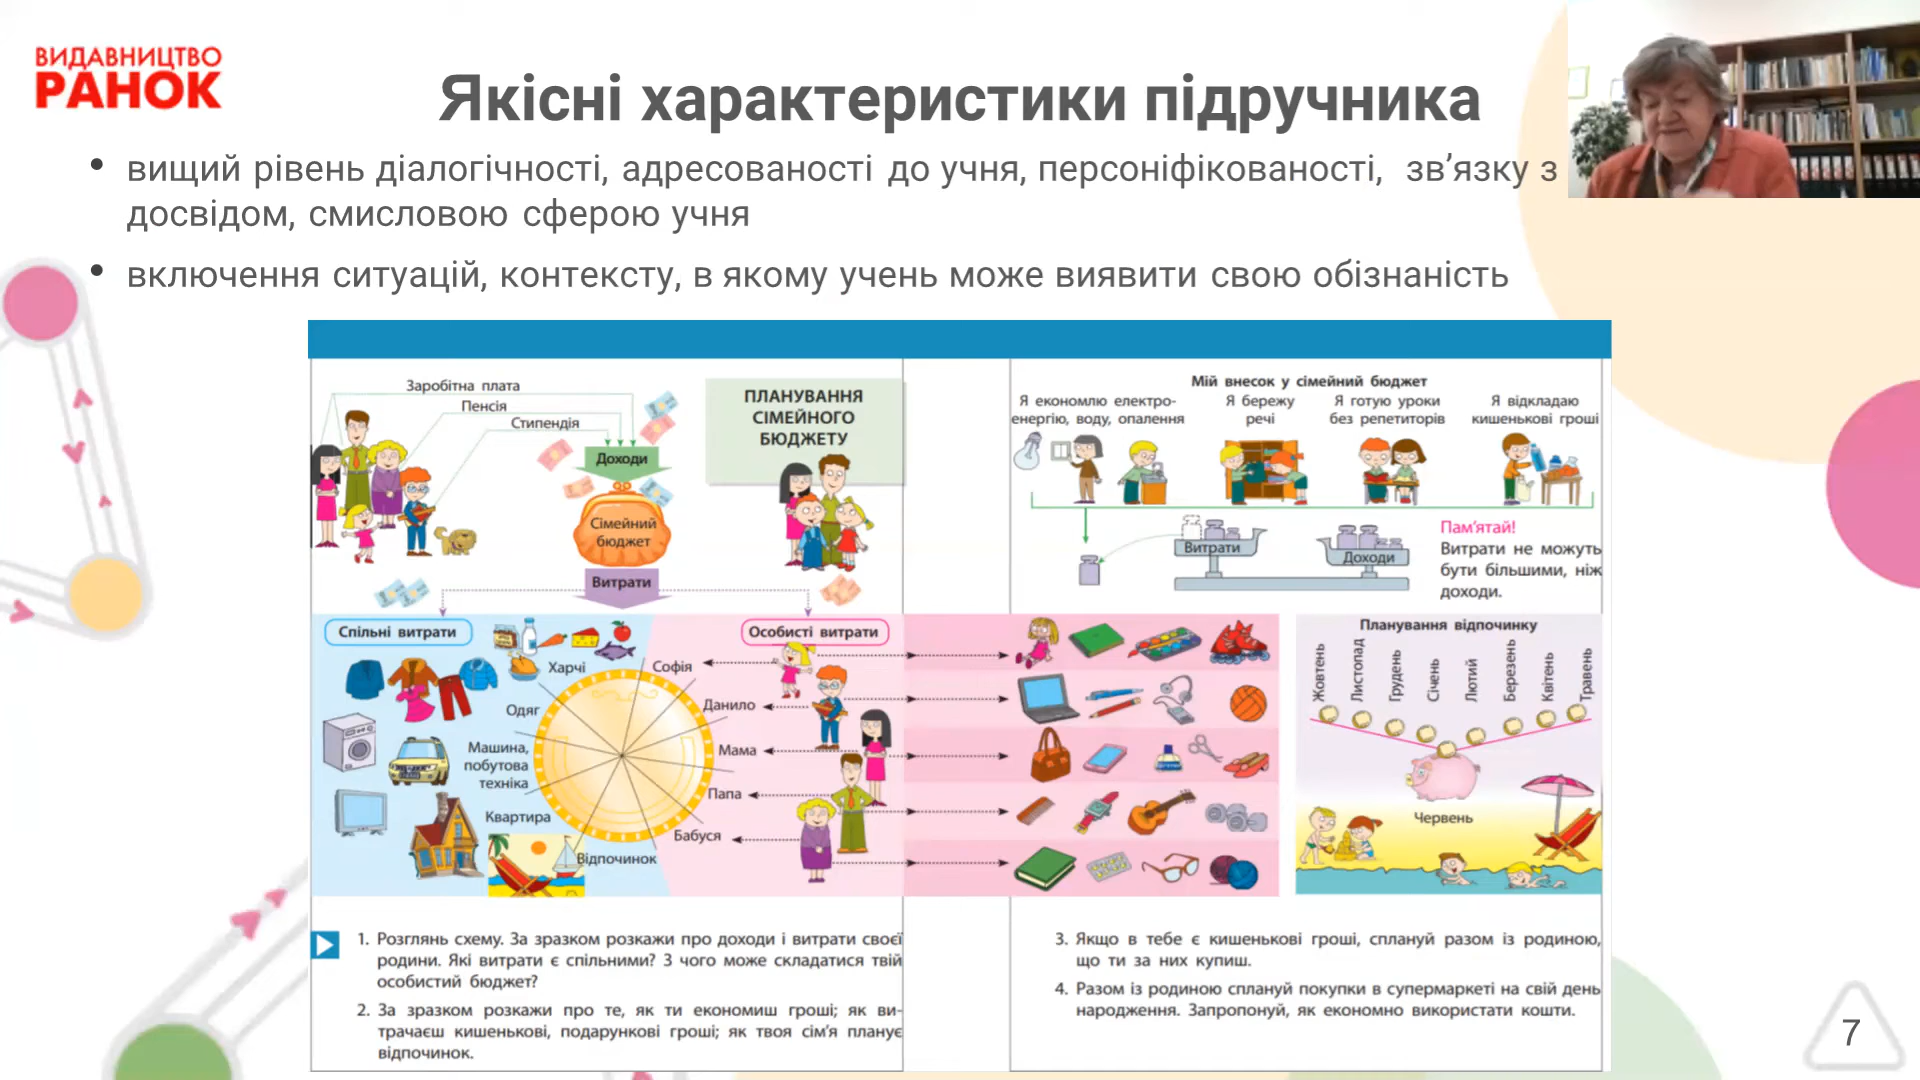 ВИДАВНИЦТВО
РАНОК
Якісні характеристики підручника
• вищий рівень діалогічності, адресованості до учня, персоніфікованості, зв’язку з
досвідом, смисловою сферою учня
• включення ситуацій, контексту, в якому учень може виявити свою обізнаність
Заробітна плата
Пенсія
Стипендія
Доходи
Сімейний
бюджет
Витрати
ПЛАНУВАННЯ
СІМЕЙНОГО
БЮДЖЕТУ
Спільні витрати
Особисті витрати
Харчі
Одяг
Машина,
побутова
техніка
Квартира
Відпочинок
Софія
Данило
Мама
Папа
Бабуся
1. Розглянь схему. За зразком розкажи про доходи і витрати своєї
родини. Які витрати є спільними? З чого може складатися твій
особистий бюджет?
2. За зразком розкажи про те, як ти економиш гроші; як ви-
трачаєш кишенькові, подарункові гроші; як твоя сім’я планує
відпочинок.
Мій внесок у сімейний бюджет
Я економлю електро-
енергію, воду, опалення
Я бережу
речі
Я готую уроки
без репетиторів
Я відкладаю
кишенькові гроші
Витрати
Доходи
Пам’ятай!
Витрати не можуть
бути більшими, ніж
доходи.
Планування відпочинку
Жовтень
Листопад
Грудень
Січень
Лютий
Березень
Квітень
Травень
Червень
3. Якщо в тебе є кишенькові гроші, сплануй разом із родиною,
що ти за них купиш.
4. Разом із родиною сплануй покупки в супермаркеті на свій день
народження. Запропонуй, як економно використати кошти.
7